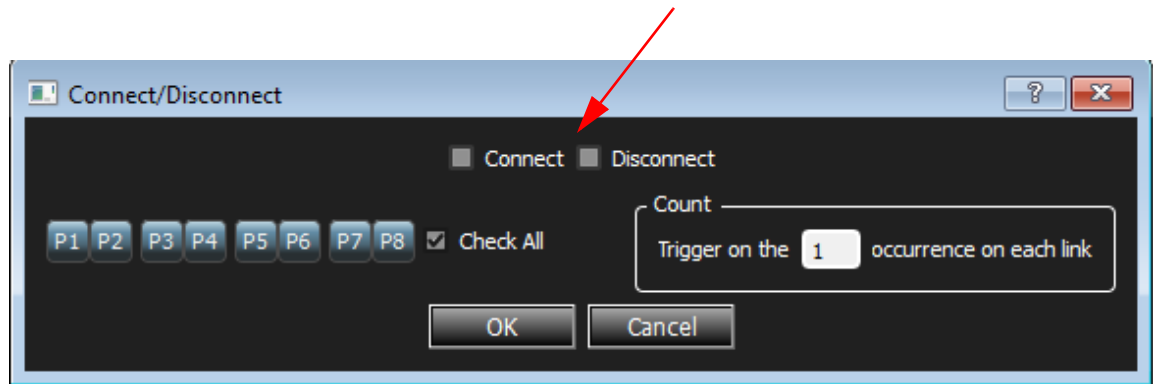 Connect/Disconnect
?
Connect Disconnect
Count
P1 P2 P3 P4 P5 P6 P7 P8 Check All
Trigger on the 1 occurrence on each link
OK Cancel